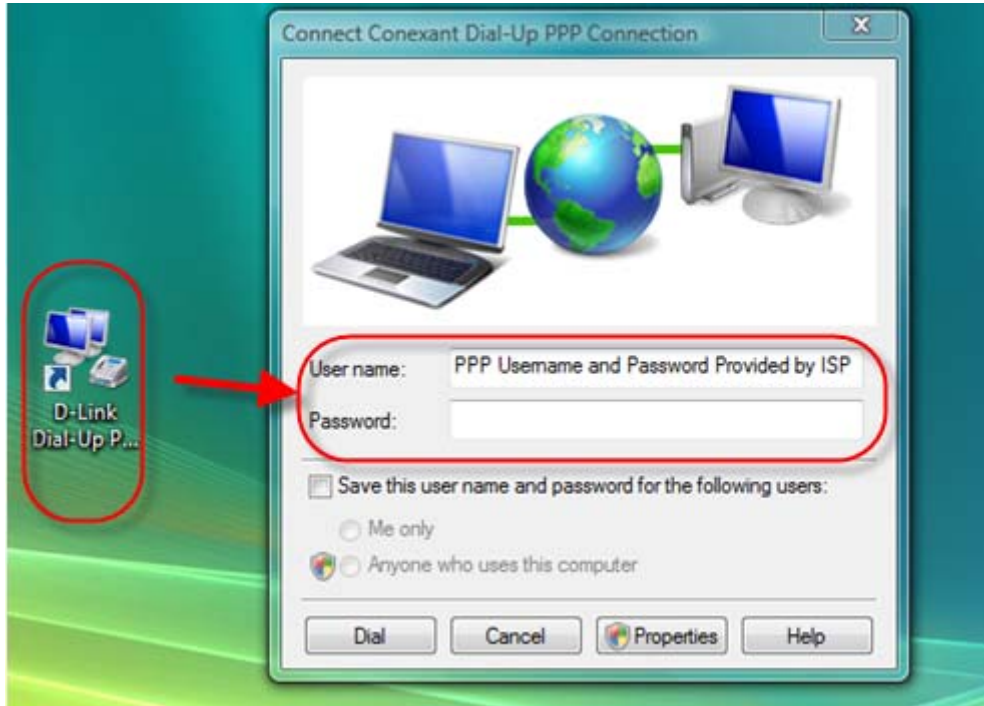 Connect Conexant Dial-Up PPP Connection
D-Link
Dial-Up P...
User name: PPP Username and Password Provided by ISP
Password:
Save this user name and password for the following users:
Me only
Anyone who uses this computer
Dial Cancel Properties Help